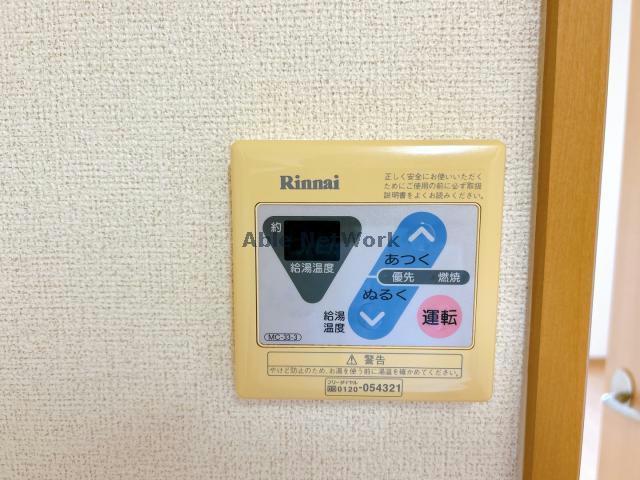 Rinnai
正しく安全にお使いいただく
ためにご使用の前に必ず取扱
説明書をよくお読みください。
約
給湯温度
あつく
優先 燃焼
ぬるく
給湯
温度
運転
MC-33-3
Able NetWork
⚠ 警告
やけど防止のため、お湯を使う前に湯温を確かめてください。
フリーダイヤル
0120-054321